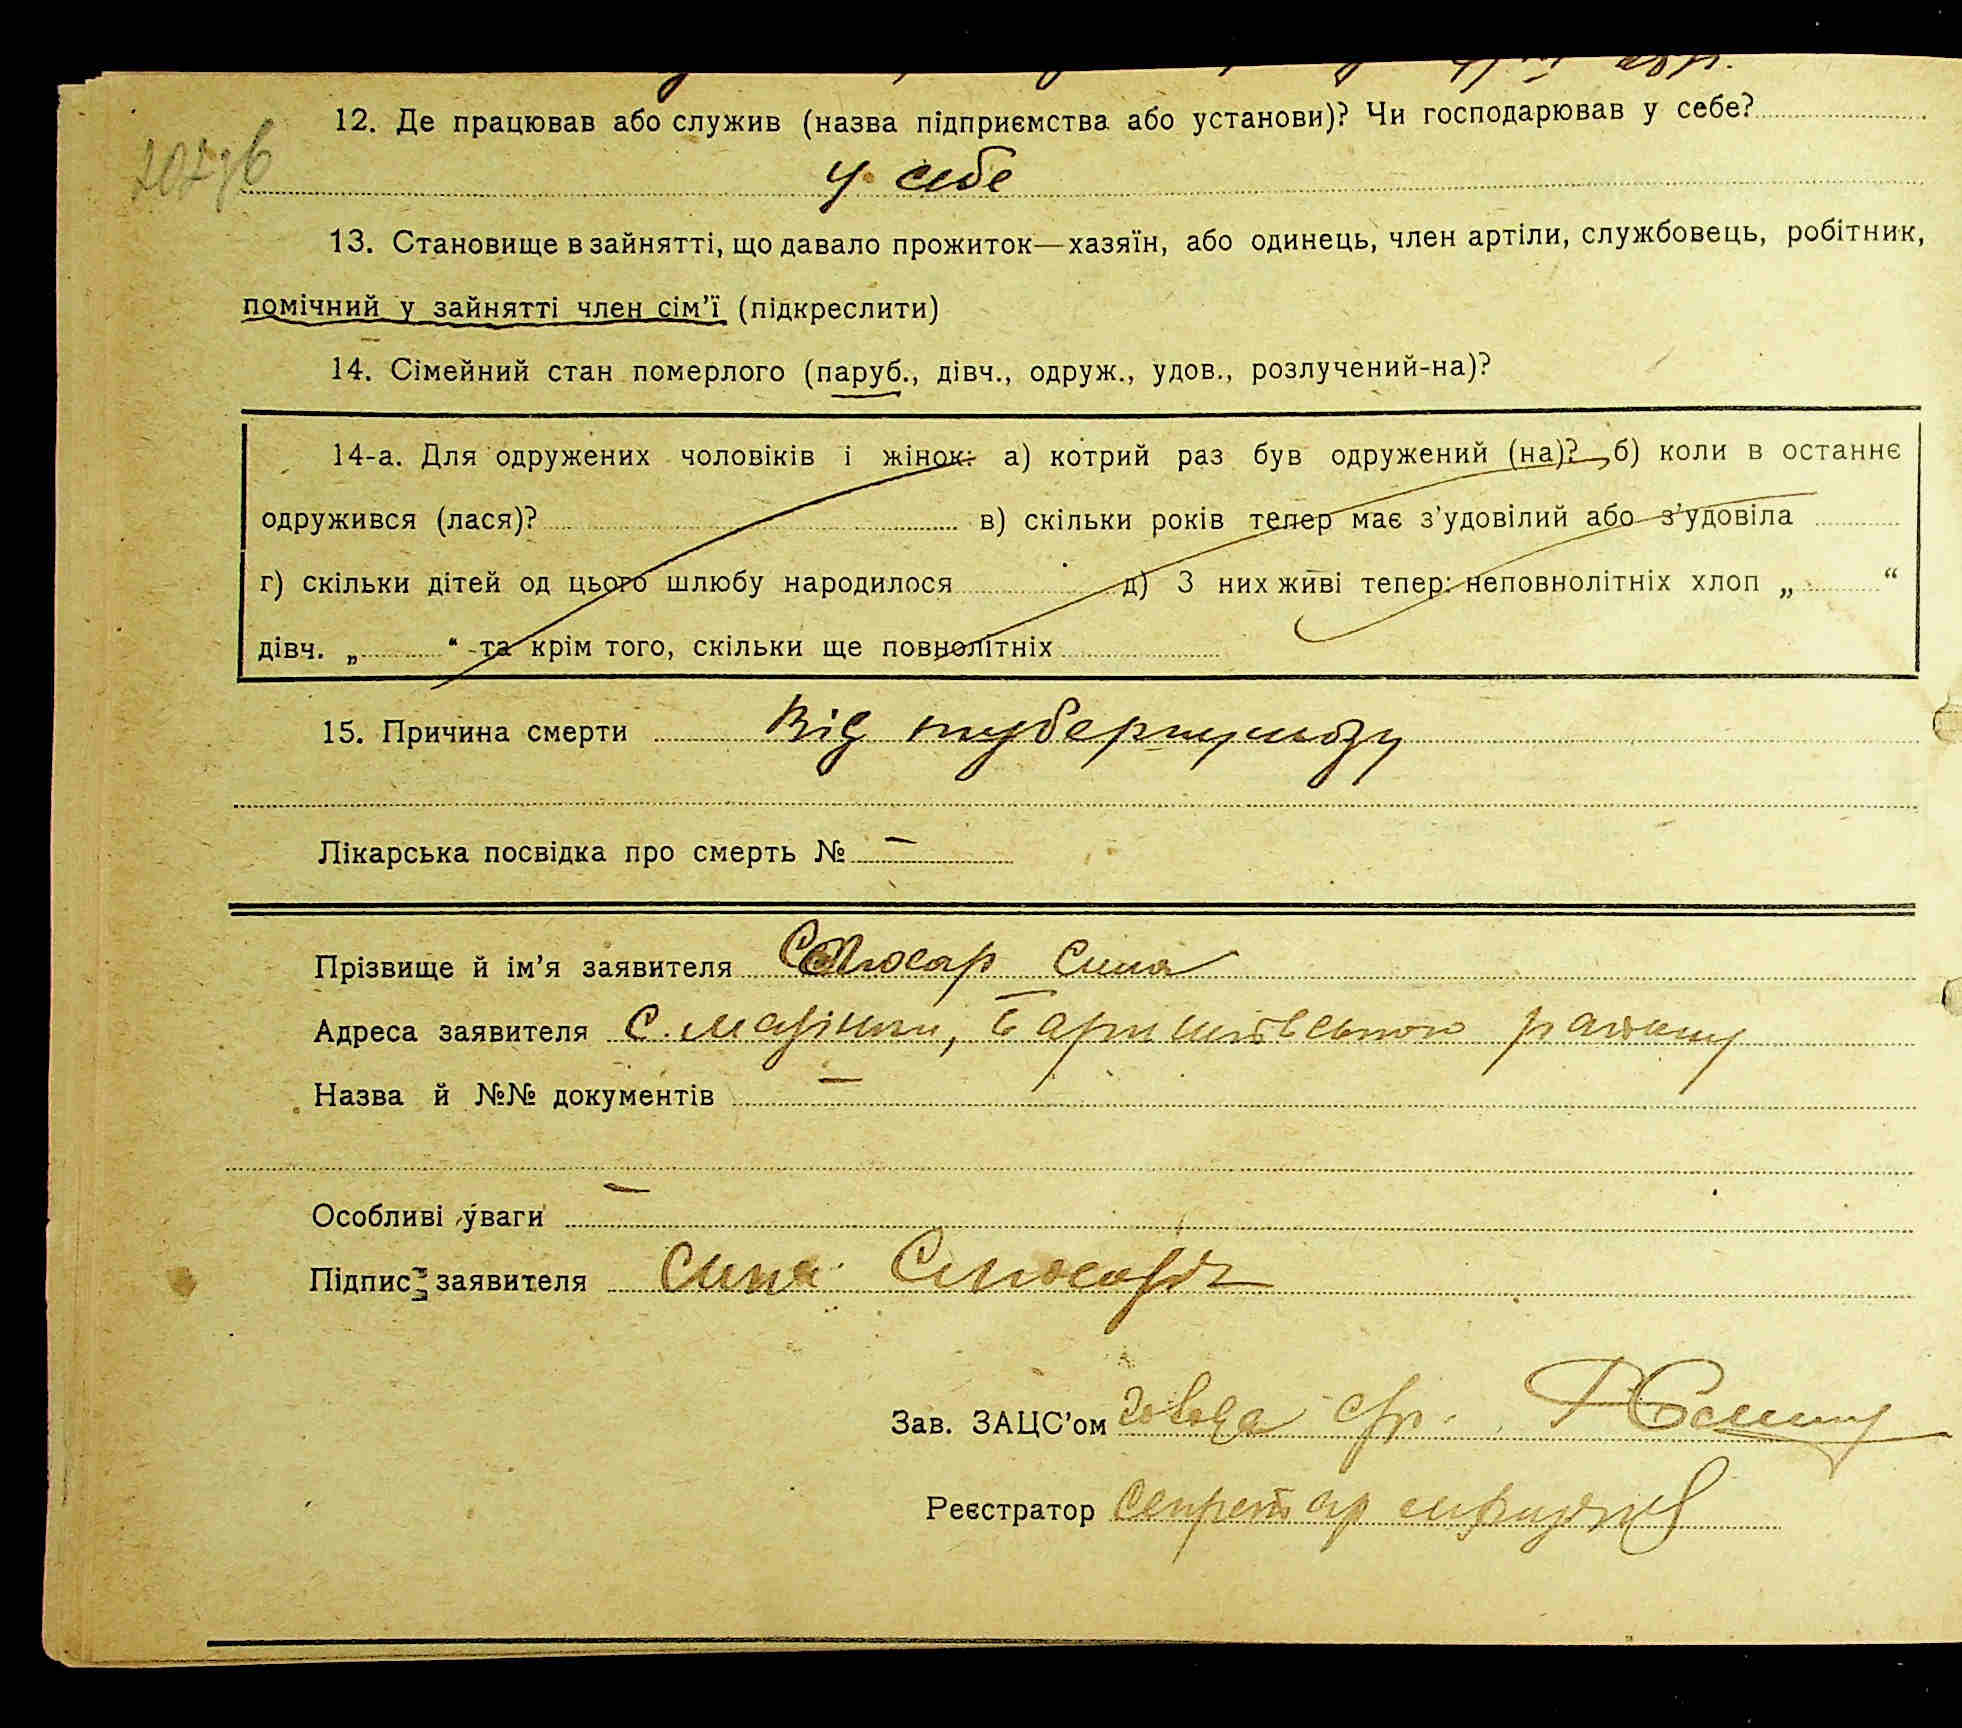 12. Де працював або служив (назва підприємства або установи)? Чи господарював у себе?
у себе
13. Становище в зайнятті, що давало прожиток—хазяїн, або одинець, член артіли, службовець, робітник,
помічний у зайнятті член сім’ї (підкреслити)
14. Сімейний стан померлого (паруб., дівч., одруж., удов., розлучений-на)?
14-а. Для одружених чоловіків і жінок: а) котрий раз був одружений (на)? б) коли в останнє
одружився (лася)? в) скільки років тепер має з’удовілий або з’удовіла
г) скільки дітей од цього шлюбу народилося д) З них живі тепер: неповнолітніх хлоп „ “
дівч. „ “ та крім того, скільки ще повнолітніх
15. Причина смерти Від туберкульозу
Лікарська посвідка про смерть № —
Прізвище й ім’я заявителя Слюсар
Адреса заявителя с. Баришівського району
Назва й №№ документів —
Особливі уваги —
Підпис заявителя Слюсарь
Зав. ЗАЦС’ом Голова с/р.
Реєстратор Секретар